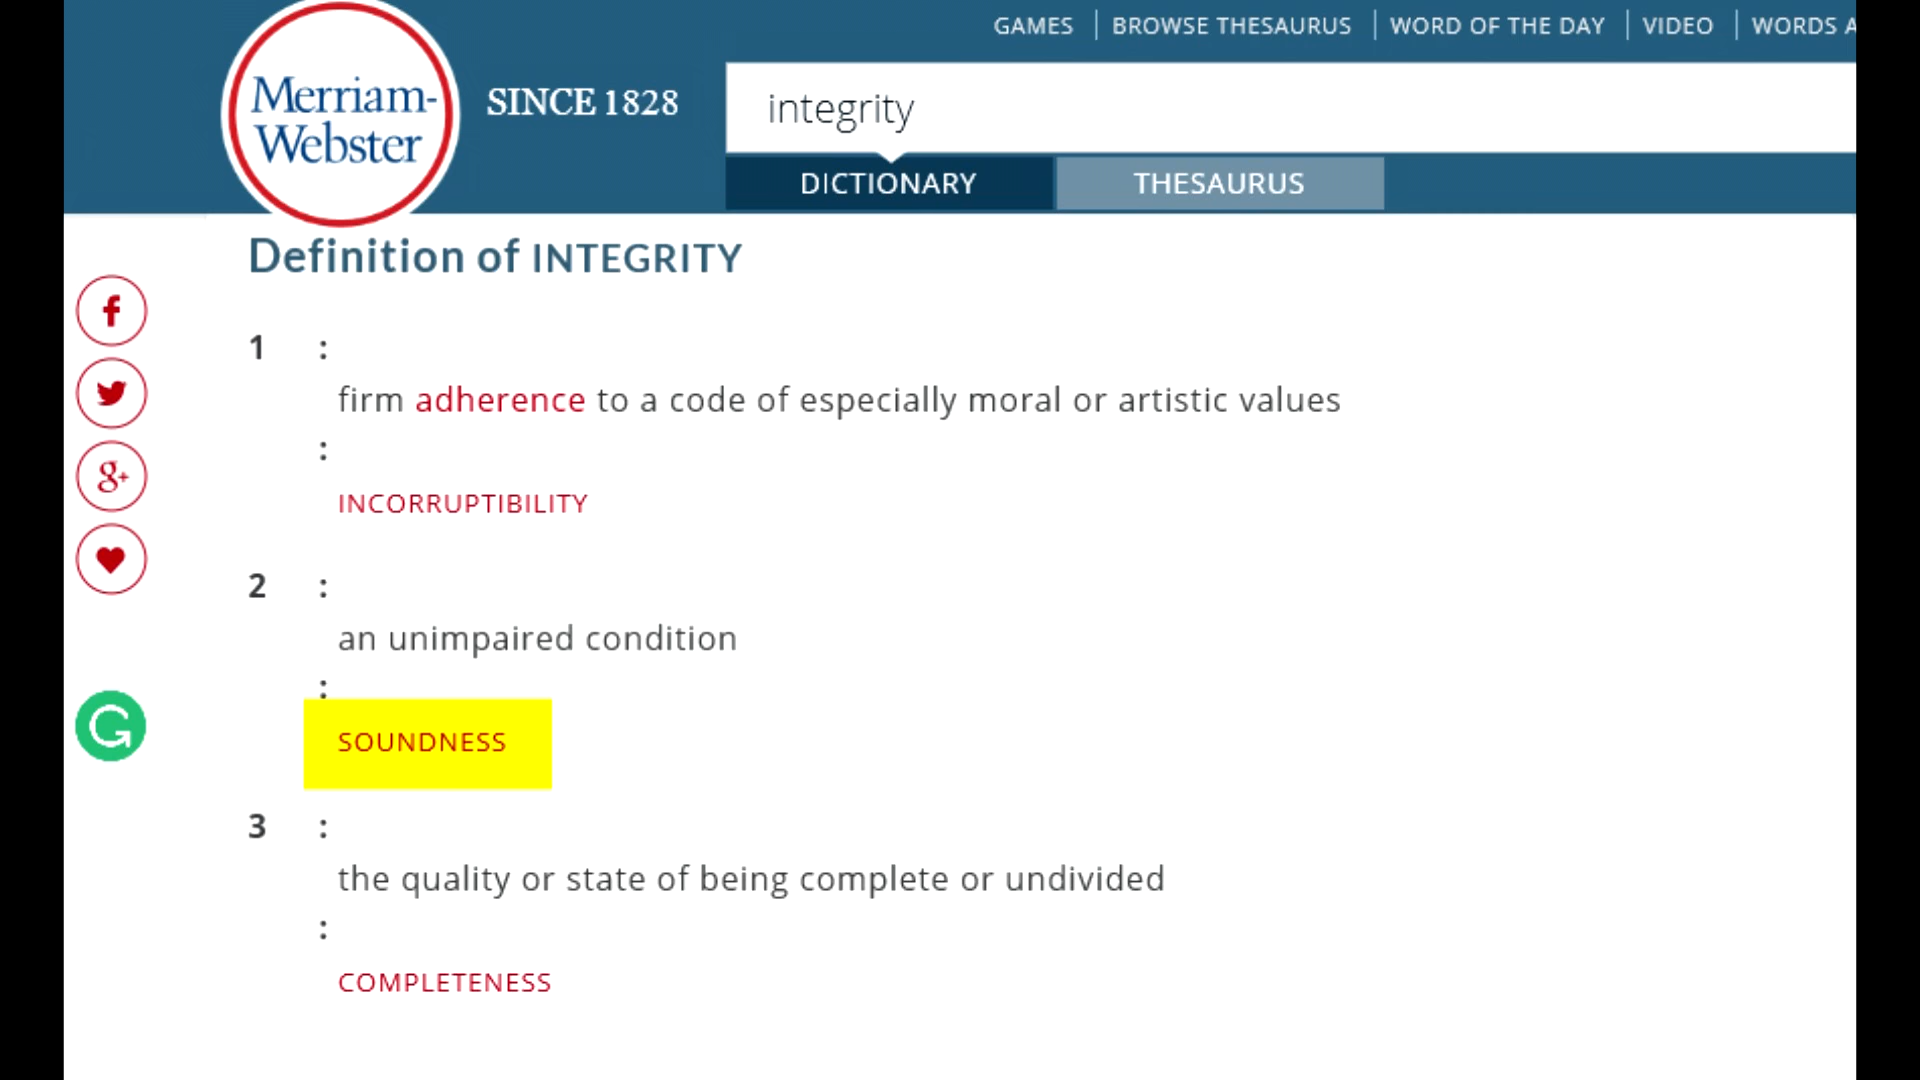 GAMES | BROWSE THESAURUS | WORD OF THE DAY | VIDEO | WORDS A
Merriam-
Webster
SINCE 1828
integrity
DICTIONARY
THESAURUS
Definition of INTEGRITY
1 :
firm adherence to a code of especially moral or artistic values
:
INCORRUPTIBILITY
2 :
an unimpaired condition
:
SOUNDNESS
3 :
the quality or state of being complete or undivided
:
COMPLETENESS